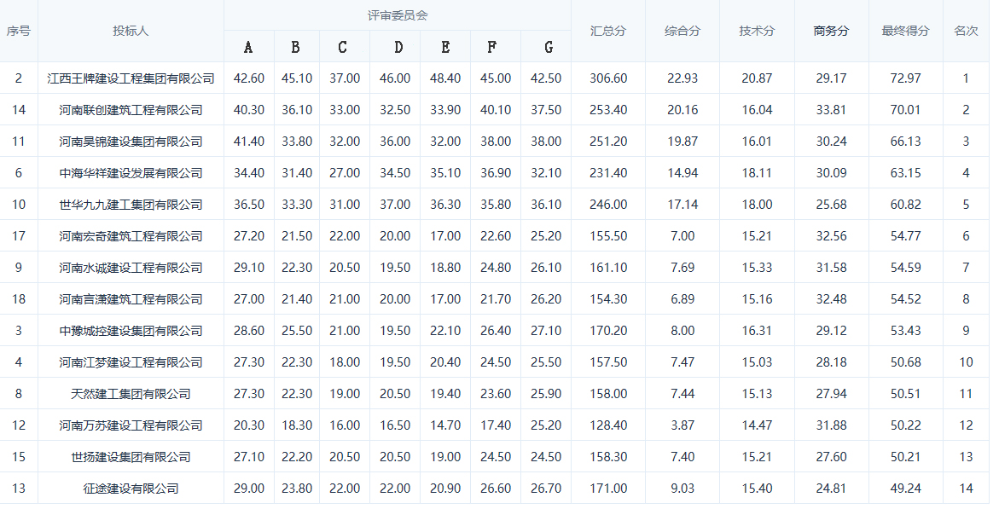 序号 投标人 评审委员会 汇总分 综合分 技术分 商务分 最终得分 名次
A B C D E F G
2 江西王牌建设工程集团有限公司 42.60 45.10 37.00 46.00 48.40 45.00 42.50 306.60 22.93 20.87 29.17 72.97 1
14 河南联创建筑工程有限公司 40.30 36.10 33.00 32.50 33.90 40.10 37.50 253.40 20.16 16.04 33.81 70.01 2
11 河南昊锦建设集团有限公司 41.40 33.80 32.00 36.00 32.00 38.00 38.00 251.20 19.87 16.01 30.24 66.13 3
6 中海华祥建设发展有限公司 34.40 31.40 27.00 34.50 35.10 36.90 32.10 231.40 14.94 18.11 30.09 63.15 4
10 世华九九建工集团有限公司 36.50 33.30 31.00 37.00 36.30 35.80 36.10 246.00 17.14 18.00 25.68 60.82 5
17 河南宏奇建筑工程有限公司 27.20 21.50 22.00 20.00 17.00 22.60 25.20 155.50 7.00 15.21 32.56 54.77 6
9 河南水诚建设工程有限公司 29.10 22.30 20.50 19.50 18.80 24.80 26.10 161.10 7.69 15.33 31.58 54.59 7
18 河南言潇建筑工程有限公司 27.00 21.40 21.00 20.00 17.00 21.70 26.20 154.30 6.89 15.16 32.48 54.52 8
3 中豫城控建设集团有限公司 28.60 25.50 21.00 19.50 22.10 26.40 27.10 170.20 8.00 16.31 29.12 53.43 9
4 河南江梦建设工程有限公司 27.30 22.30 18.00 19.50 20.40 24.50 25.50 157.50 7.47 15.03 28.18 50.68 10
8 天然建工集团有限公司 27.30 22.30 19.00 20.50 19.40 23.60 25.90 158.00 7.44 15.13 27.94 50.51 11
12 河南万苏建设工程有限公司 20.30 18.30 16.00 16.50 14.70 17.40 25.20 128.40 3.87 14.47 31.88 50.22 12
15 世扬建设集团有限公司 27.10 22.20 20.50 20.50 19.00 24.50 24.50 158.30 7.40 15.21 27.60 50.21 13
13 征途建设有限公司 29.00 23.80 22.00 22.00 20.90 26.60 26.70 171.00 9.03 15.40 24.81 49.24 14